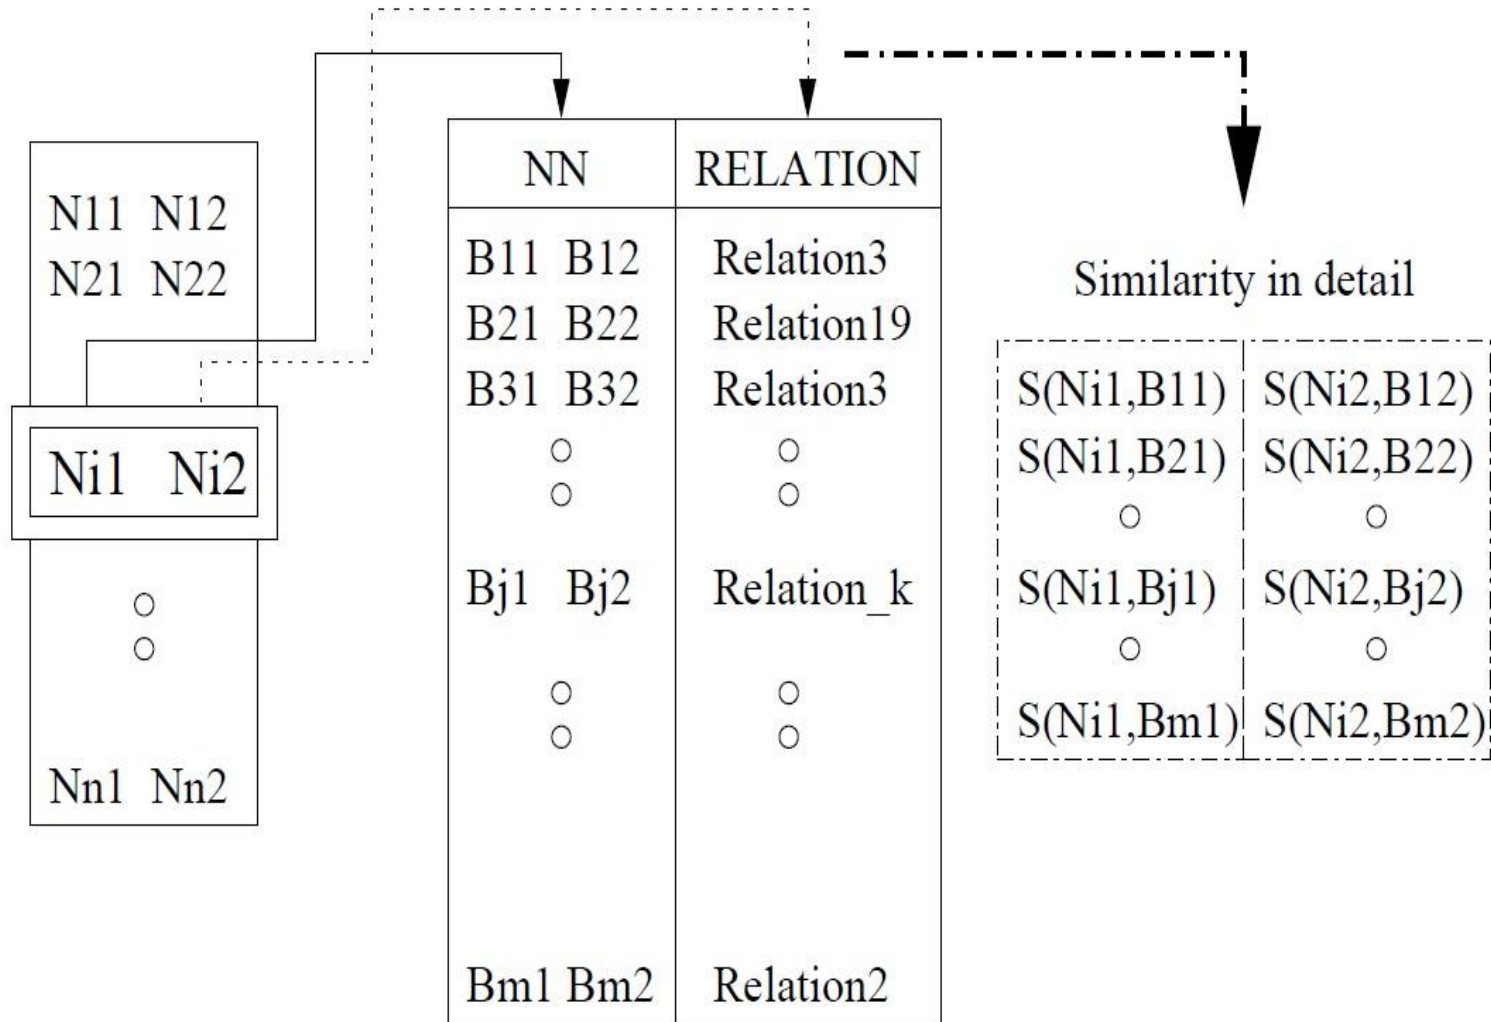 N11 N12
N21 N22
Ni1 Ni2
Nn1 Nn2
NN RELATION
B11 B12 Relation3
B21 B22 Relation19
B31 B32 Relation3
Bj1 Bj2 Relation_k
Bm1 Bm2 Relation2
Similarity in detail
S(Ni1,B11) S(Ni2,B12)
S(Ni1,B21) S(Ni2,B22)
S(Ni1,Bj1) S(Ni2,Bj2)
S(Ni1,Bm1) S(Ni2,Bm2)